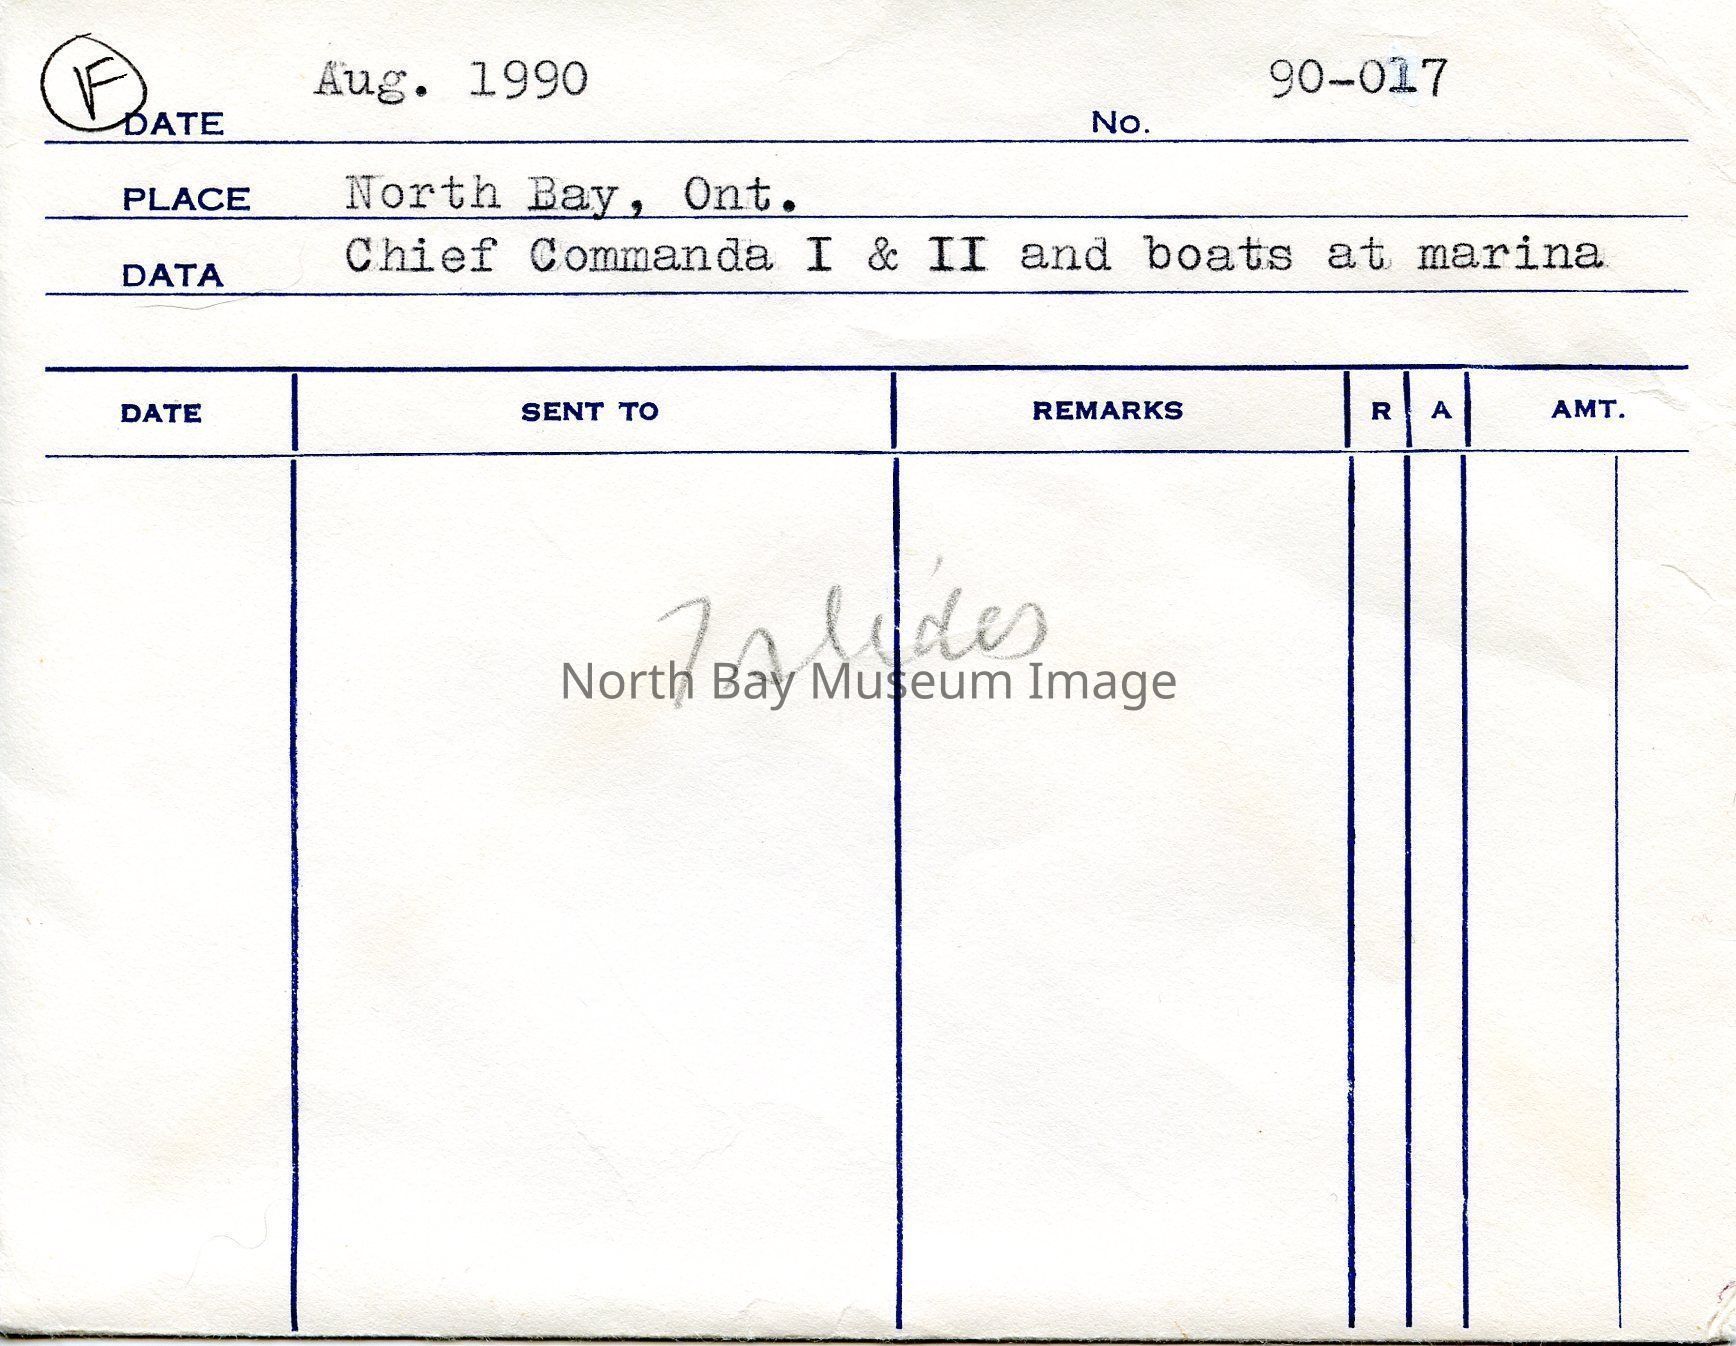 F
Aug. 1990 90-017
DATE No.
PLACE North Bay, Ont.
DATA Chief Commanda I & II and boats at marina
DATE SENT TO REMARKS R A AMT.
7 slides
North Bay Museum Image